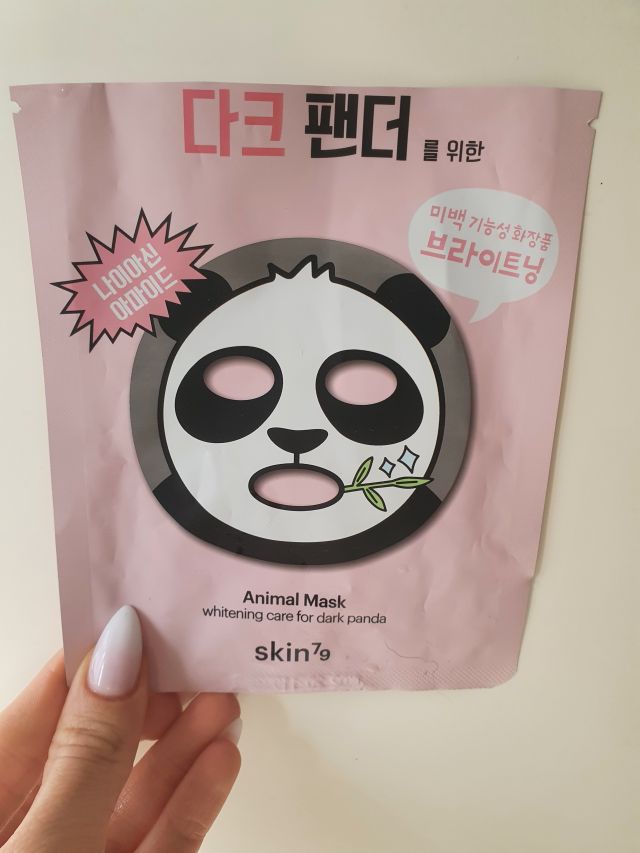 다크 팬더 를 위한
나이아신
아마이드
미백 기능성 화장품
브라이트닝
Animal Mask
whitening care for dark panda
skin79